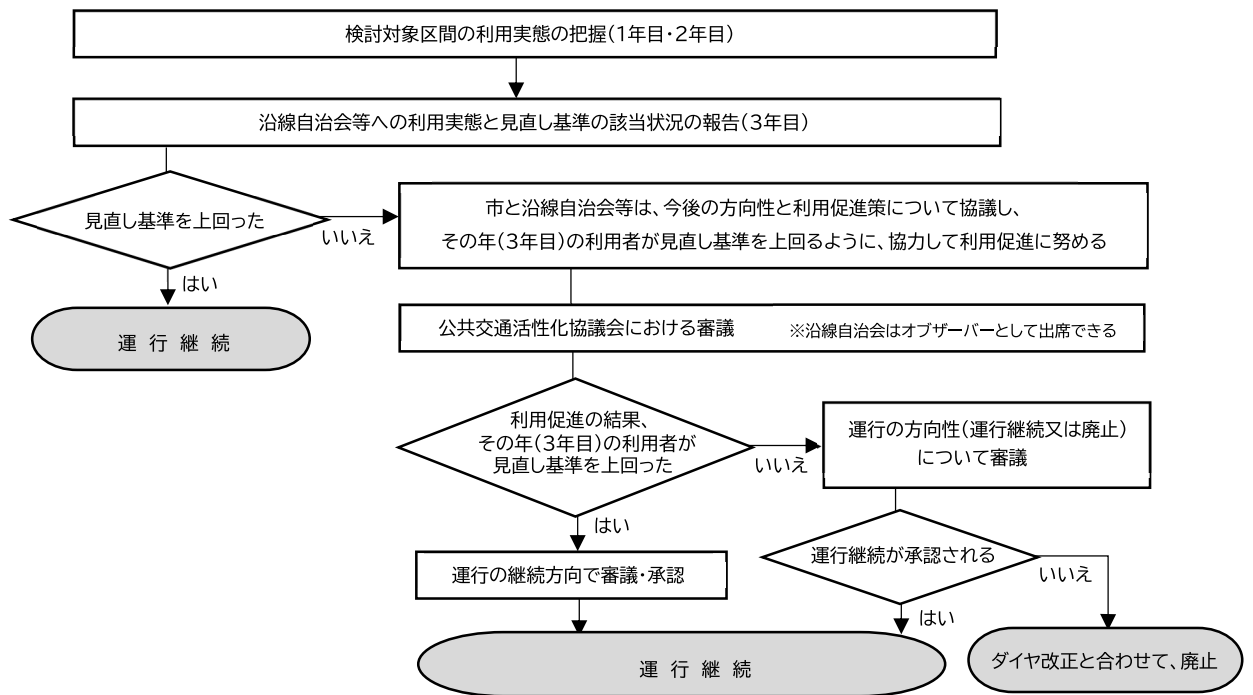 検討対象区間の利用実態の把握(1年目・2年目)
沿線自治会等への利用実態と見直し基準の該当状況の報告(3年目)
見直し基準を上回った
いいえ
はい
運行継続
市と沿線自治会等は、今後の方向性と利用促進策について協議し、
その年(3年目)の利用者が見直し基準を上回るように、協力して利用促進に努める
公共交通活性化協議会における審議 ※沿線自治会はオブザーバーとして出席できる
利用促進の結果、
その年(3年目)の利用者が
見直し基準を上回った
いいえ
はい
運行の方向性(運行継続又は廃止)
について審議
運行の継続方向で審議・承認
運行継続が承認される
いいえ
はい
運行継続
ダイヤ改正と合わせて、廃止